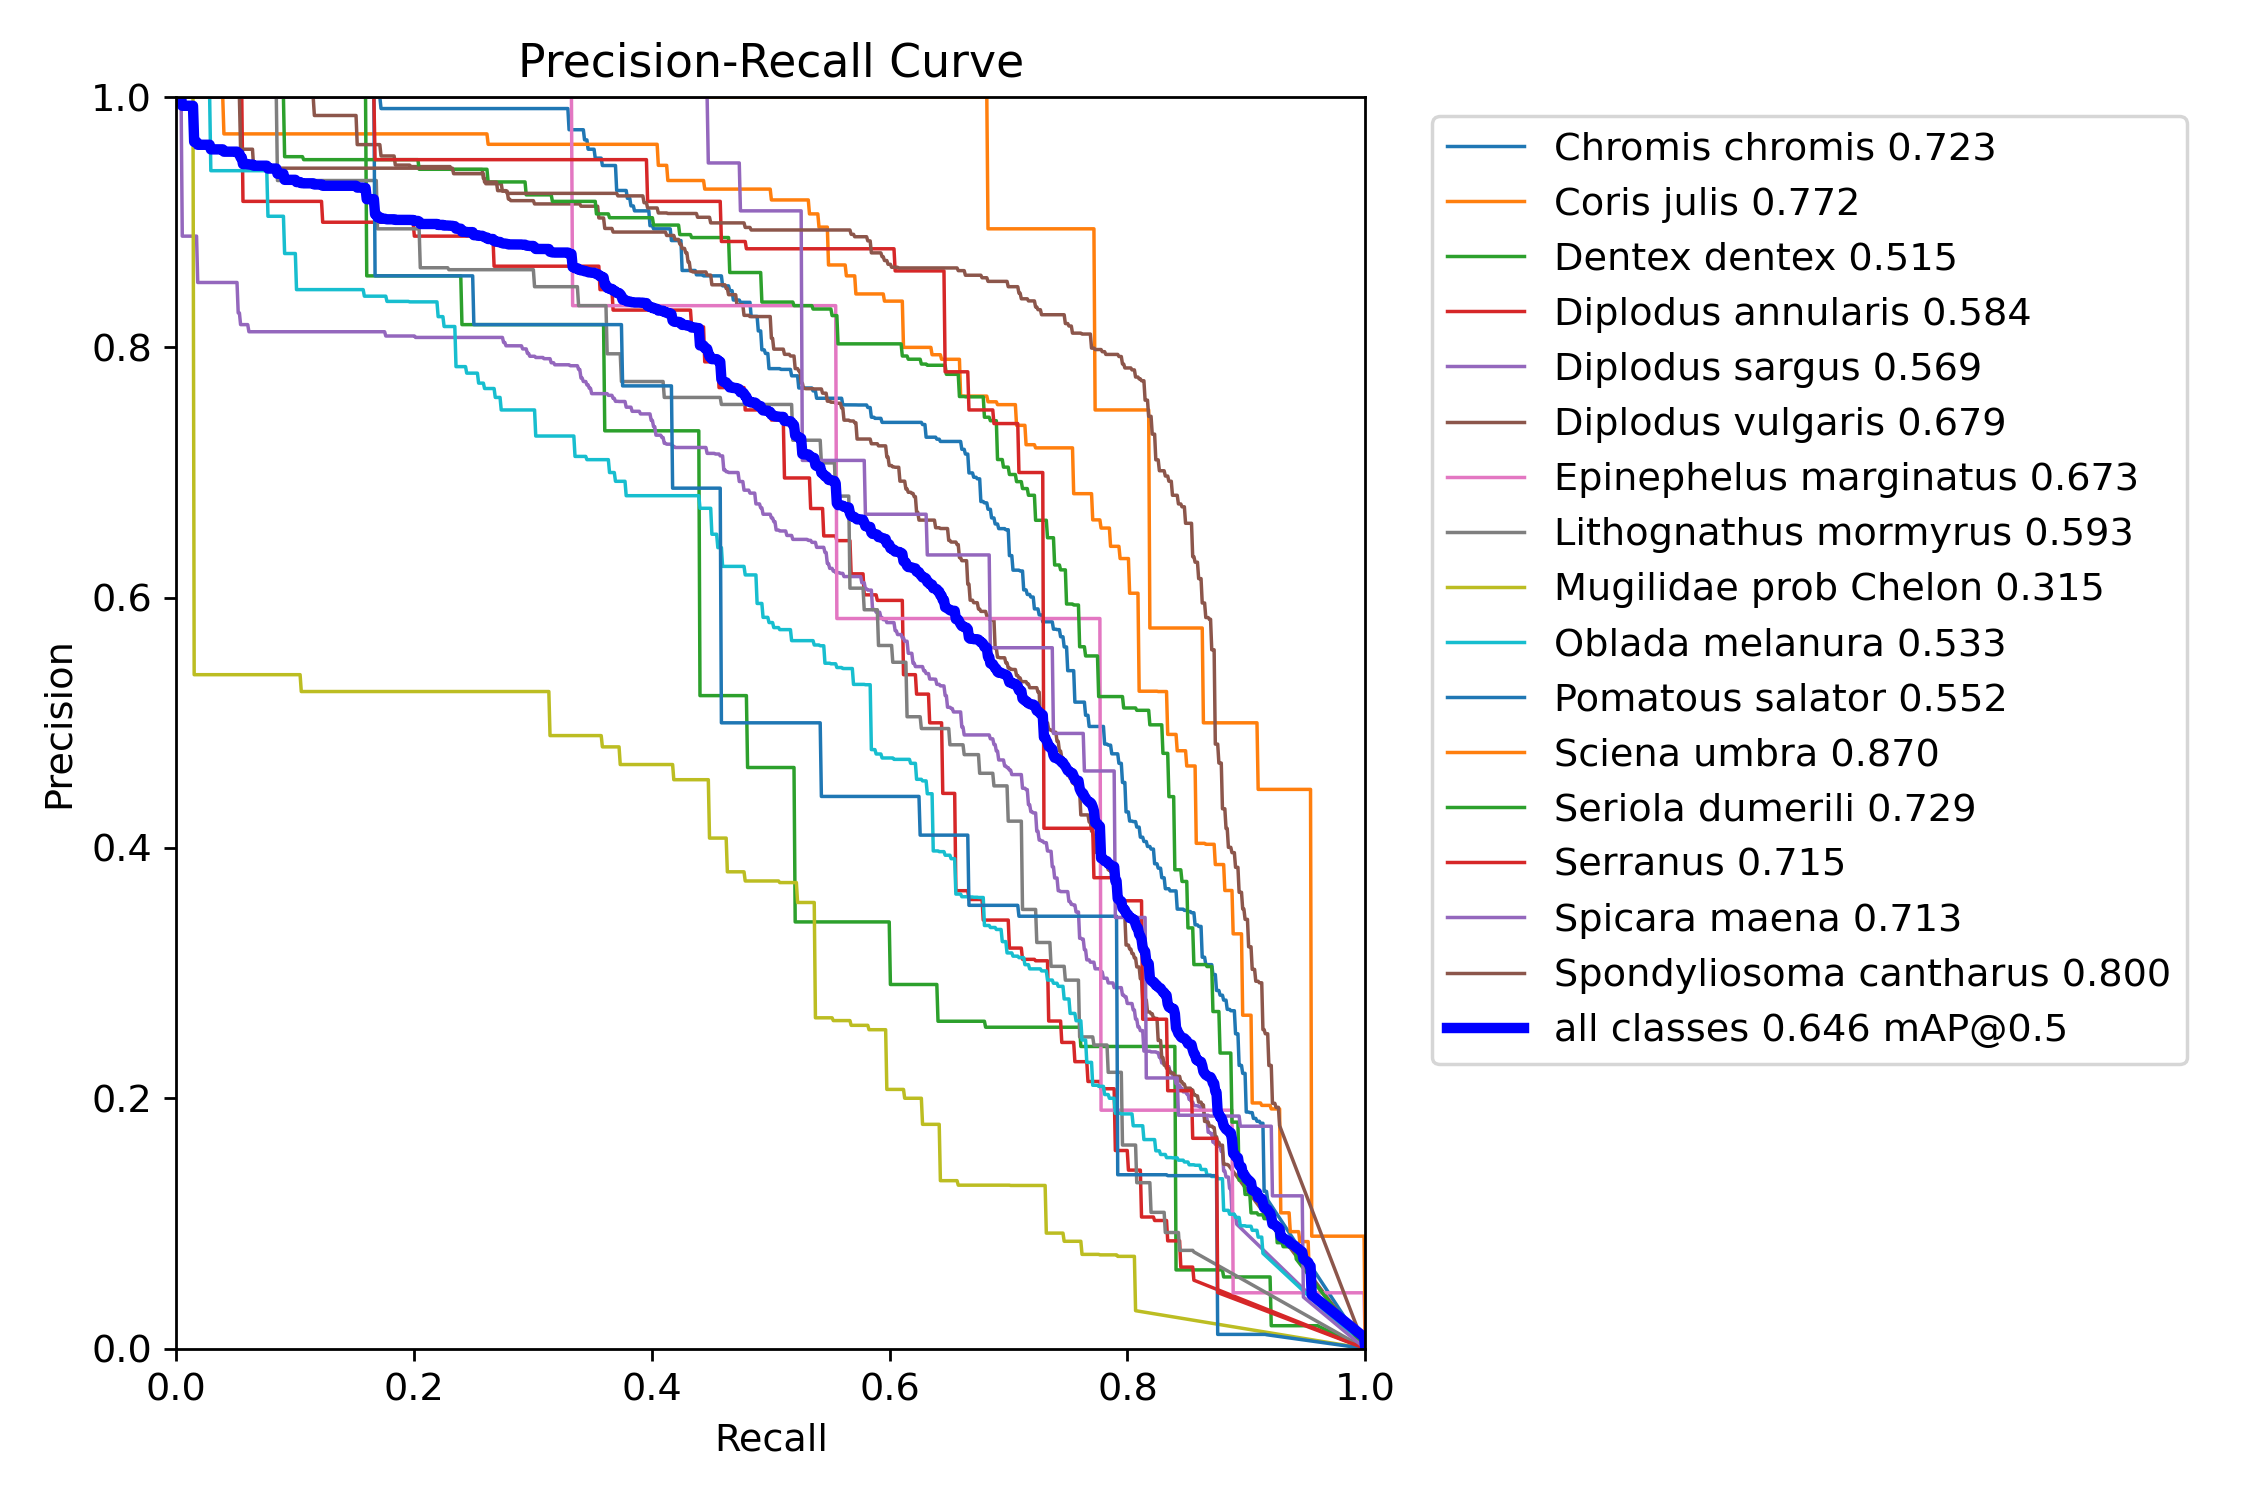 Precision-Recall Curve
1.0
0.8
0.6
0.4
0.2
0.0
Precision
0.0 0.2 0.4 0.6 0.8 1.0
Recall
Chromis chromis 0.723
Coris julis 0.772
Dentex dentex 0.515
Diplodus annularis 0.584
Diplodus sargus 0.569
Diplodus vulgaris 0.679
Epinephelus marginatus 0.673
Lithognathus mormyrus 0.593
Mugilidae prob Chelon 0.315
Oblada melanura 0.533
Pomatous salator 0.552
Sciena umbra 0.870
Seriola dumerili 0.729
Serranus 0.715
Spicara maena 0.713
Spondyliosoma cantharus 0.800
all classes 0.646 mAP@0.5